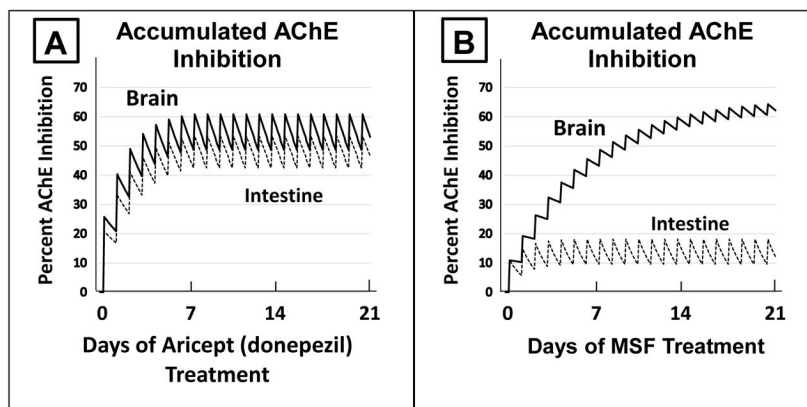 A
Accumulated AChE
Inhibition
Percent AChE Inhibition
70
60
50
40
30
20
10
0
Brain
Intestine
0 7 14 21
Days of Aricept (donepezil)
Treatment
B
Accumulated AChE
Inhibition
Percent AChE Inhibition
70
60
50
40
30
20
10
0
Brain
Intestine
0 7 14 21
Days of MSF Treatment